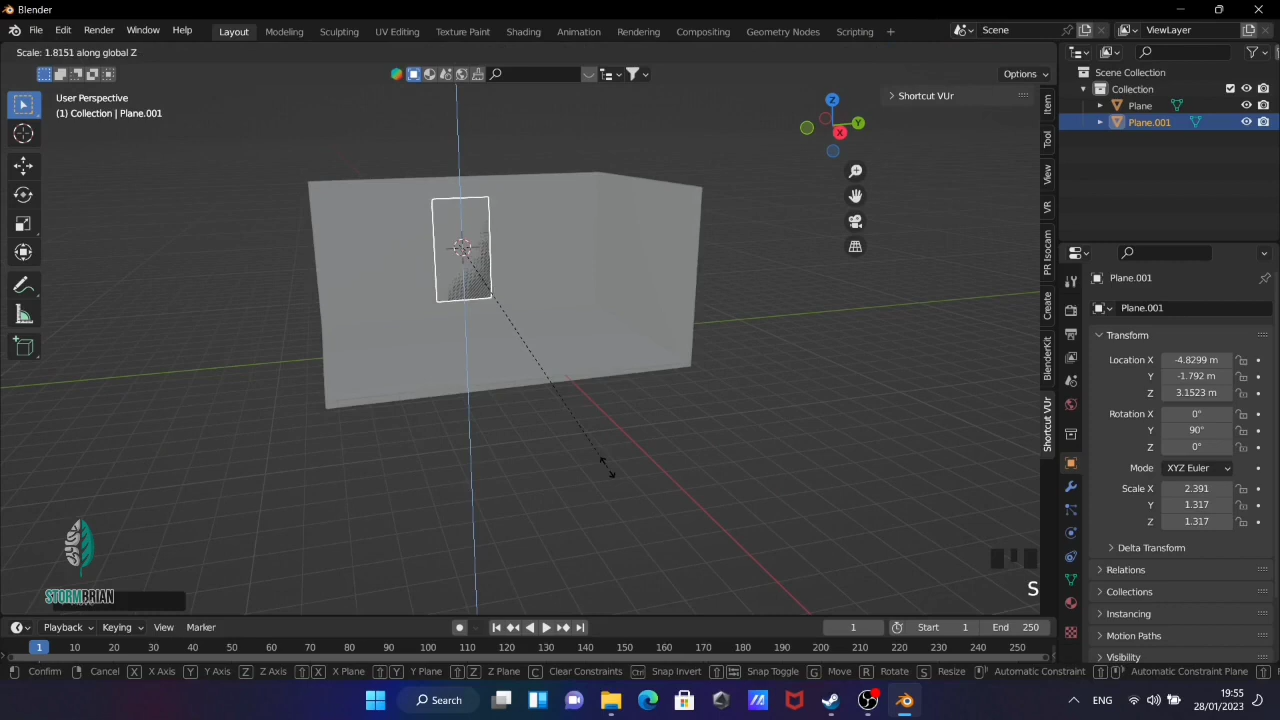 Blender
File Edit Render Window Help Layout Modeling Sculpting UV Editing Texture Paint Shading Animation Rendering Compositing Geometry Nodes Scripting + Scene ViewLayer
Scale: 1.8151 along global Z
Options
User Perspective
(1) Collection | Plane.001
Shortcut VUr
Z
Y
X
Item
Tool
View
VR
PR Isocam
Create
BlenderKit
Shortcut VUr
Scene Collection
Collection
Plane
Plane.001
Plane.001
Plane.001
Transform
Location X -4.8299 m
Y -1.792 m
Z 3.1523 m
Rotation X 0°
Y 90°
Z 0°
Mode XYZ Euler
Scale X 2.391
Y 1.317
Z 1.317
Delta Transform
Relations
Collections
Instancing
Motion Paths
Visibility
S
STORMBRIAN
Playback Keying View Marker 1 Start 1 End 250
1 10 20 30 40 50 60 70 80 90 100 110 120 130 140 150 160 170 180 190 200 210 220 230 240 250
Confirm Cancel X X Axis Y Y Axis Z Z Axis X X Plane Y Y Plane Z Z Plane C Clear Constraints Ctrl Snap Invert Snap Toggle G Move R Rotate S Resize Automatic Constraint Automatic Constraint Plane
Search ENG 19:55
28/01/2023